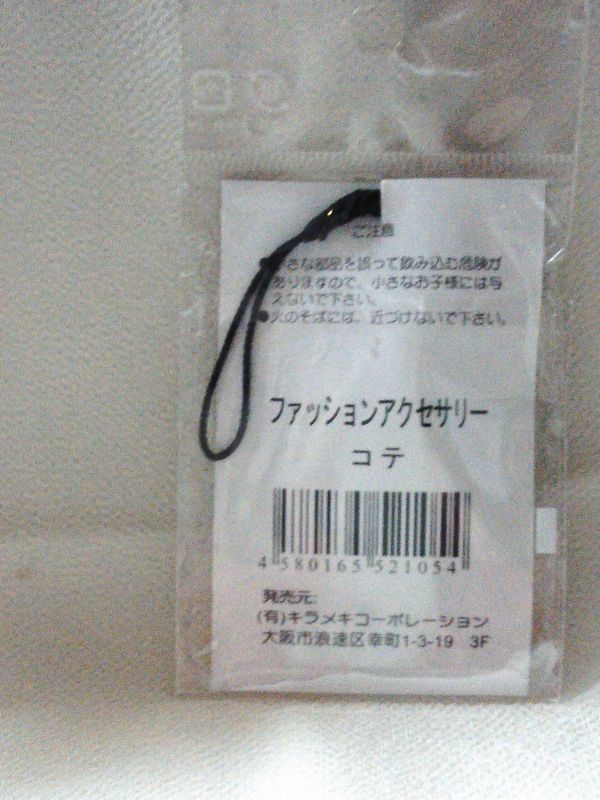 ご注意
●小さな部品を誤って飲み込む危険が
ありますので、小さなお子様には与
えないで下さい。
●火のそばには、近づけないで下さい。
ファッションアクセサリー
コテ
4 580165 521054
発売元:
(有)キラメキコーポレーション
大阪市浪速区幸町1-3-19 3F